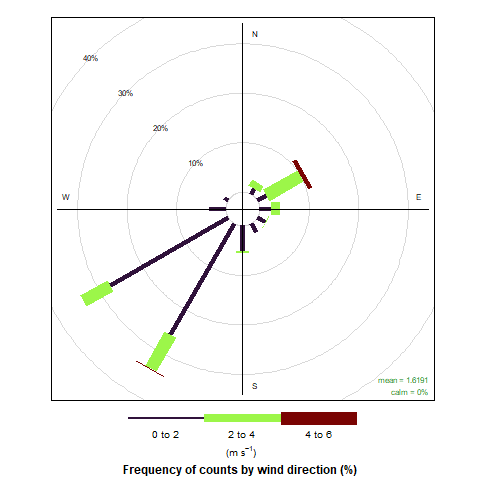 N
40%
30%
20%
10%
W
E
S
mean = 1.6191
calm = 0%
0 to 2 2 to 4 4 to 6
(m s⁻¹)
Frequency of counts by wind direction (%)